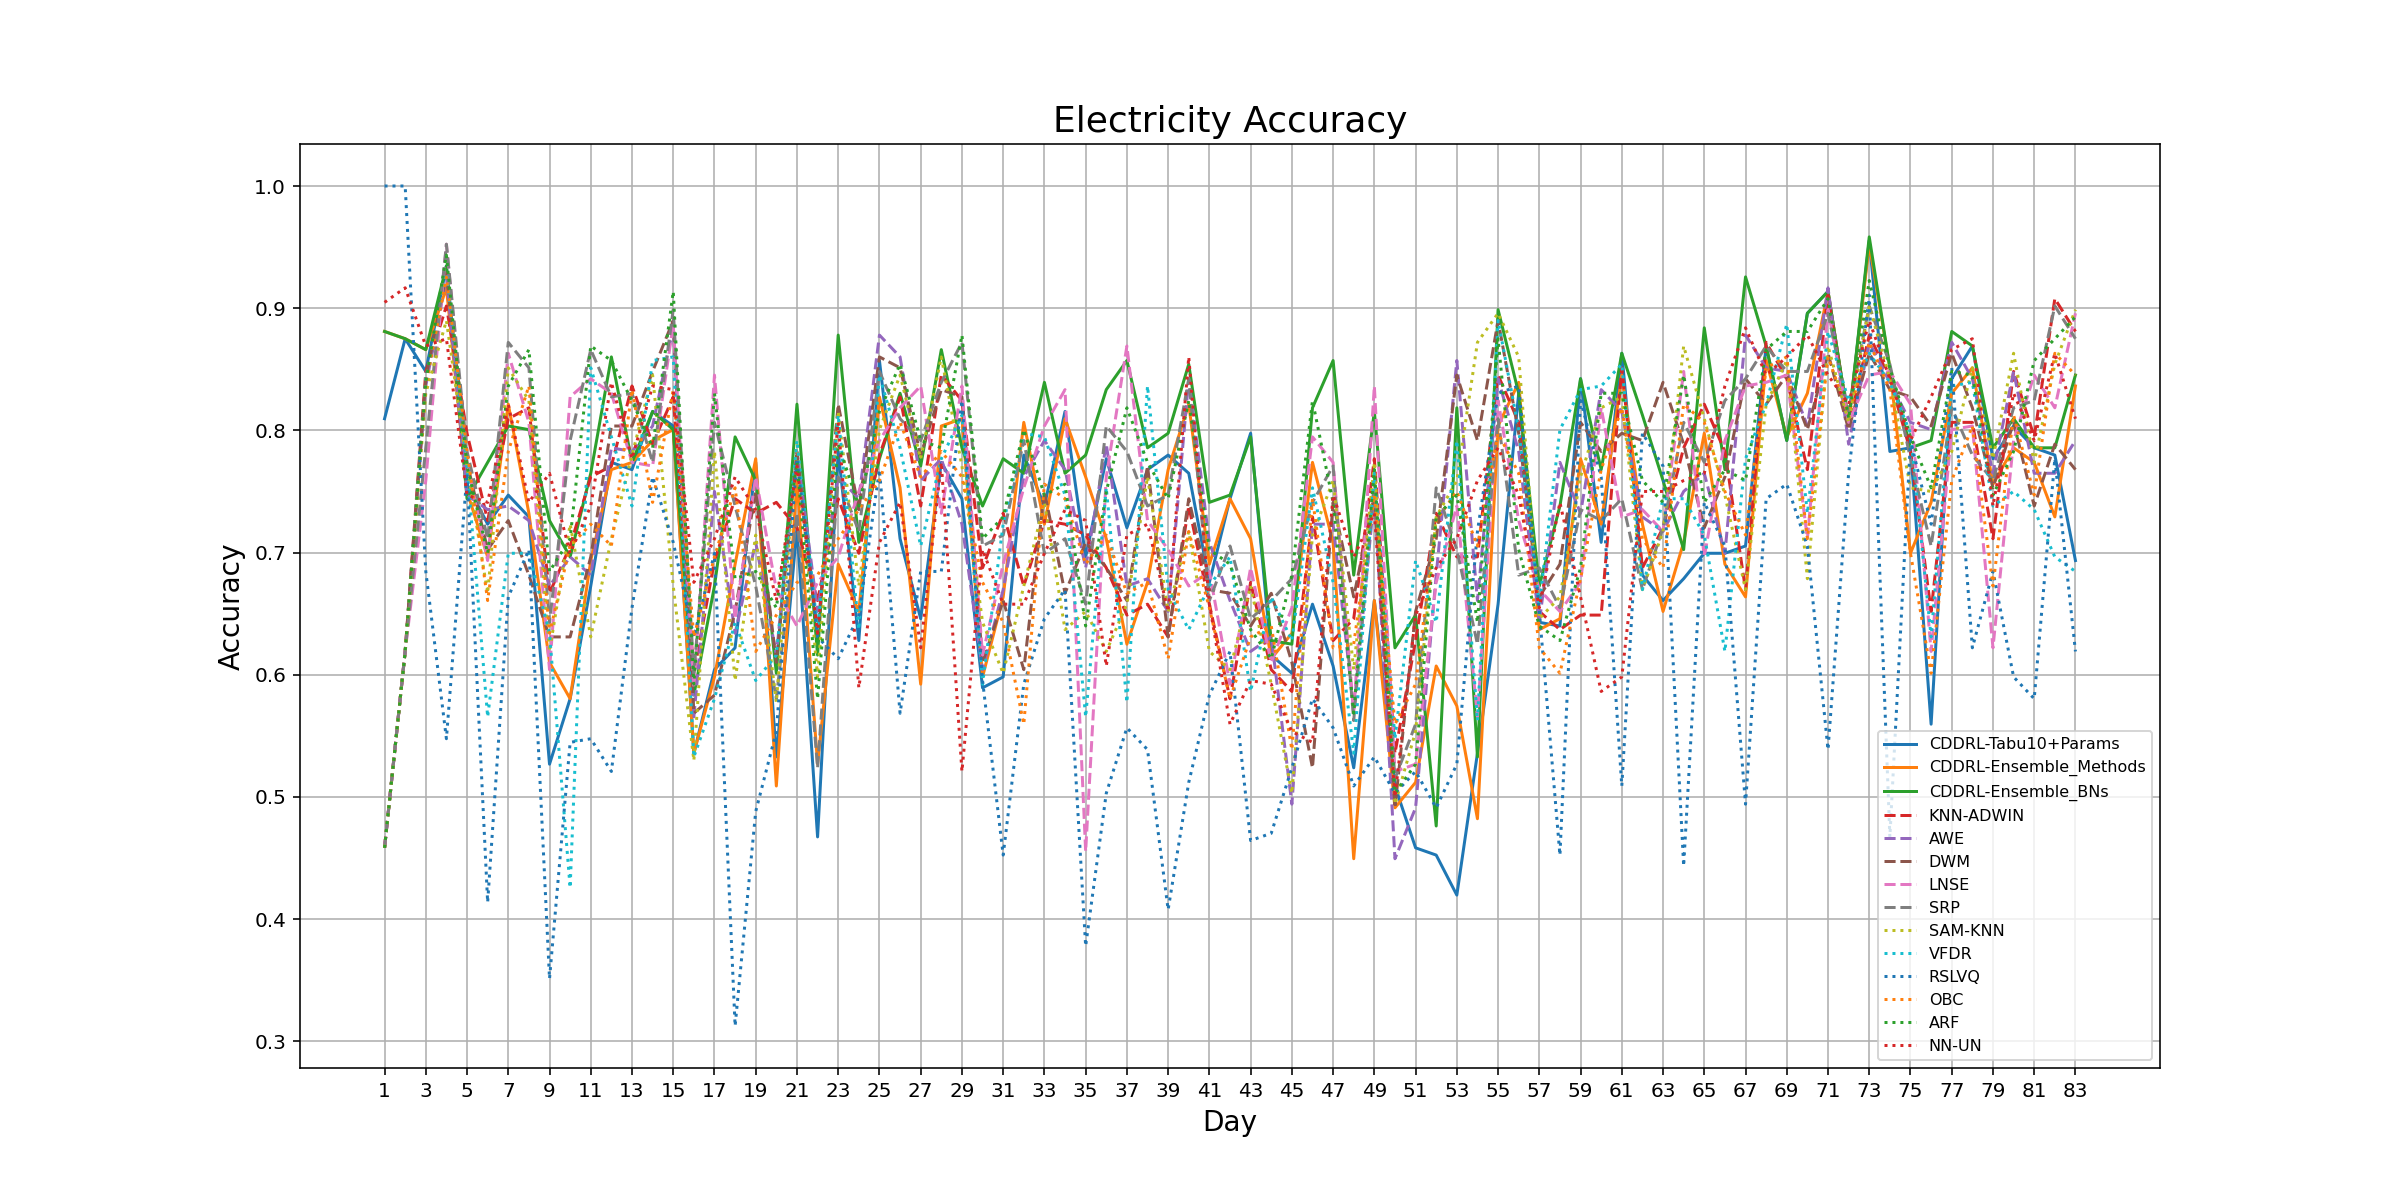 Electricity Accuracy
Accuracy
1.0
0.9
0.8
0.7
0.6
0.5
0.4
0.3
CDDRL-Tabu10+Params
CDDRL-Ensemble_Methods
CDDRL-Ensemble_BNs
KNN-ADWIN
AWE
DWM
LNSE
SRP
SAM-KNN
VFDR
RSLVQ
OBC
ARF
NN-UN
1 3 5 7 9 11 13 15 17 19 21 23 25 27 29 31 33 35 37 39 41 43 45 47 49 51 53 55 57 59 61 63 65 67 69 71 73 75 77 79 81 83
Day